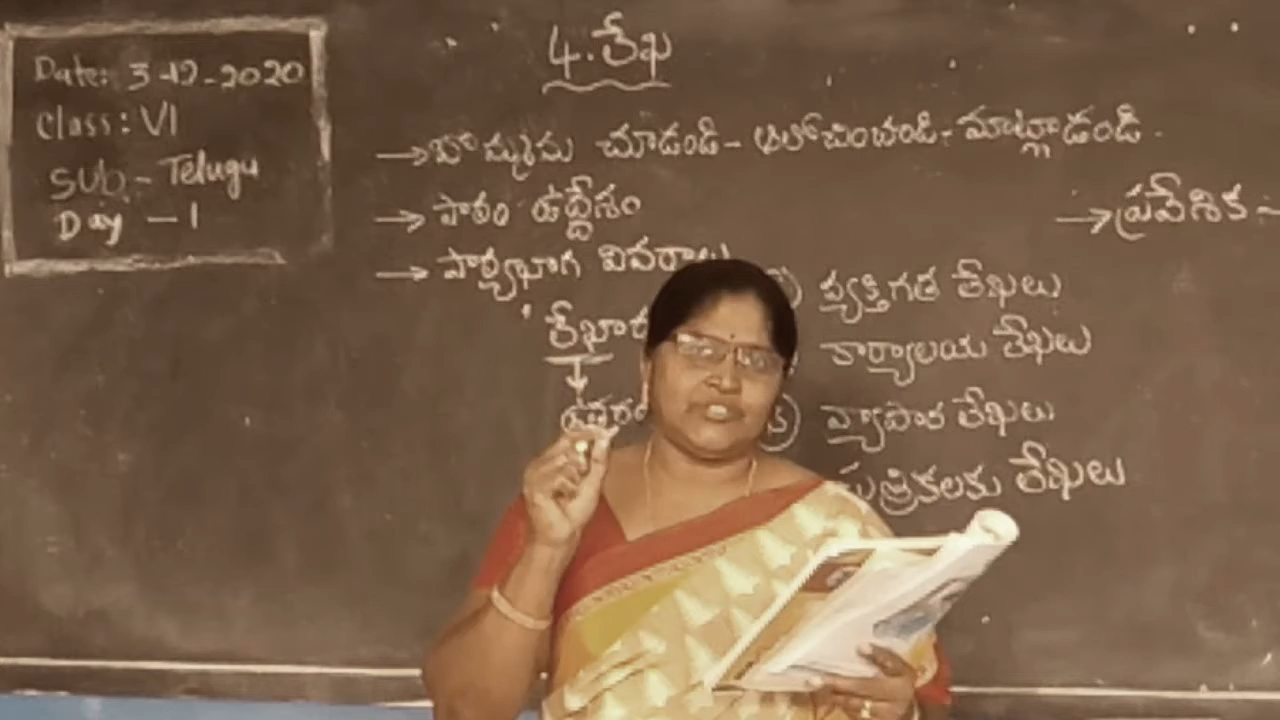 Date: 3-12-2020
Class: VI
Sub - Telugu
Day - 1
4. లేఖ
→ బొమ్మను చూడండి - ఆలోచించండి - మాట్లాడండి.
→ పాఠం ఉద్దేశం
→ ప్రవేశిక -
→ పాఠ్యభాగ వివరాలు
వ్యక్తిగత లేఖలు
కార్యాలయ లేఖలు
వ్యాపార లేఖలు
పత్రికలకు లేఖలు